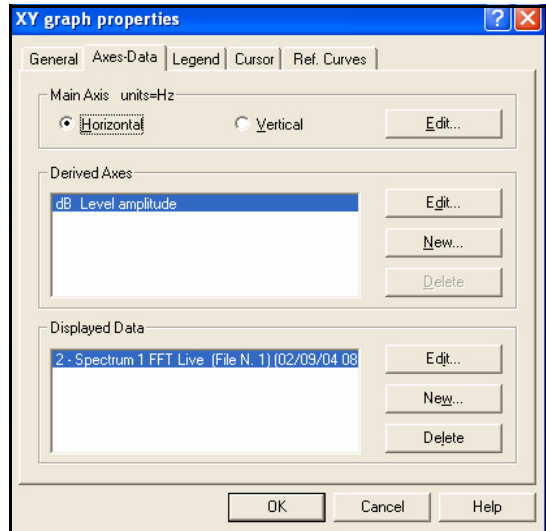 XY graph properties
General Axes-Data Legend Cursor Ref. Curves
Main Axis units=Hz
Horizontal Vertical Edit...
Derived Axes
dB Level amplitude
Edit...
New...
Delete
Displayed Data
2 - Spectrum 1 FFT Live (File N. 1) (02/09/04 08
Edit...
New...
Delete
OK Cancel Help